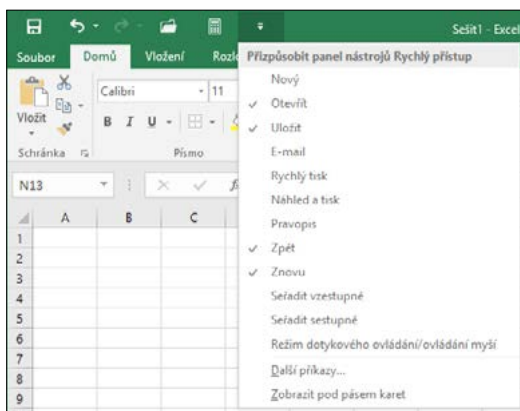 Sešit1 - Excel
Soubor Domů Vložení Rozlo
Přizpůsobit panel nástrojů Rychlý přístup
Nový
Otevřít
Uložit
E-mail
Rychlý tisk
Náhled a tisk
Pravopis
Zpět
Znovu
Seřadit vzestupně
Seřadit sestupně
Režim dotykového ovládání/ovládání myší
Další příkazy...
Zobrazit pod pásem karet
Vložit
Calibri 11
B I U
Schránka Písmo
N13
A B C
1
2
3
4
5
6
7
8
9